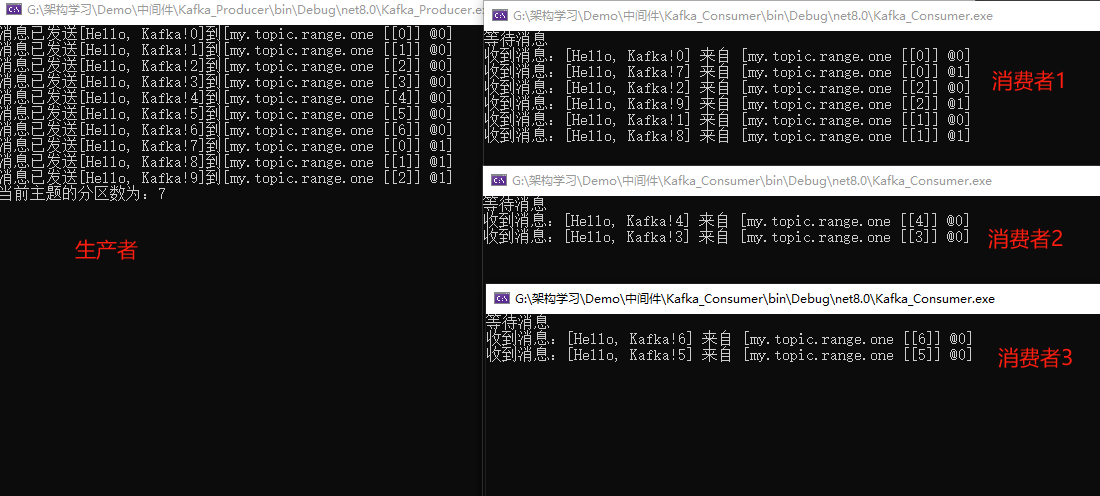 G:\架构学习\Demo\中间件\Kafka_Producer\bin\Debug\net8.0\Kafka_Producer.exe
消息已发送[Hello, Kafka!0]到[my.topic.range.one [[0]] @0]
消息已发送[Hello, Kafka!1]到[my.topic.range.one [[1]] @0]
消息已发送[Hello, Kafka!2]到[my.topic.range.one [[2]] @0]
消息已发送[Hello, Kafka!3]到[my.topic.range.one [[3]] @0]
消息已发送[Hello, Kafka!4]到[my.topic.range.one [[4]] @0]
消息已发送[Hello, Kafka!5]到[my.topic.range.one [[5]] @0]
消息已发送[Hello, Kafka!6]到[my.topic.range.one [[6]] @0]
消息已发送[Hello, Kafka!7]到[my.topic.range.one [[0]] @1]
消息已发送[Hello, Kafka!8]到[my.topic.range.one [[1]] @1]
消息已发送[Hello, Kafka!9]到[my.topic.range.one [[2]] @1]
当前主题的分区数为：7
生产者
G:\架构学习\Demo\中间件\Kafka_Consumer\bin\Debug\net8.0\Kafka_Consumer.exe
等待消息
收到消息：[Hello, Kafka!0] 来自 [my.topic.range.one [[0]] @0]
收到消息：[Hello, Kafka!7] 来自 [my.topic.range.one [[0]] @1]
收到消息：[Hello, Kafka!2] 来自 [my.topic.range.one [[2]] @0]
收到消息：[Hello, Kafka!9] 来自 [my.topic.range.one [[2]] @1]
收到消息：[Hello, Kafka!1] 来自 [my.topic.range.one [[1]] @0]
收到消息：[Hello, Kafka!8] 来自 [my.topic.range.one [[1]] @1]
消费者1
G:\架构学习\Demo\中间件\Kafka_Consumer\bin\Debug\net8.0\Kafka_Consumer.exe
等待消息
收到消息：[Hello, Kafka!4] 来自 [my.topic.range.one [[4]] @0]
收到消息：[Hello, Kafka!3] 来自 [my.topic.range.one [[3]] @0]
消费者2
G:\架构学习\Demo\中间件\Kafka_Consumer\bin\Debug\net8.0\Kafka_Consumer.exe
等待消息
收到消息：[Hello, Kafka!6] 来自 [my.topic.range.one [[6]] @0]
收到消息：[Hello, Kafka!5] 来自 [my.topic.range.one [[5]] @0]
消费者3